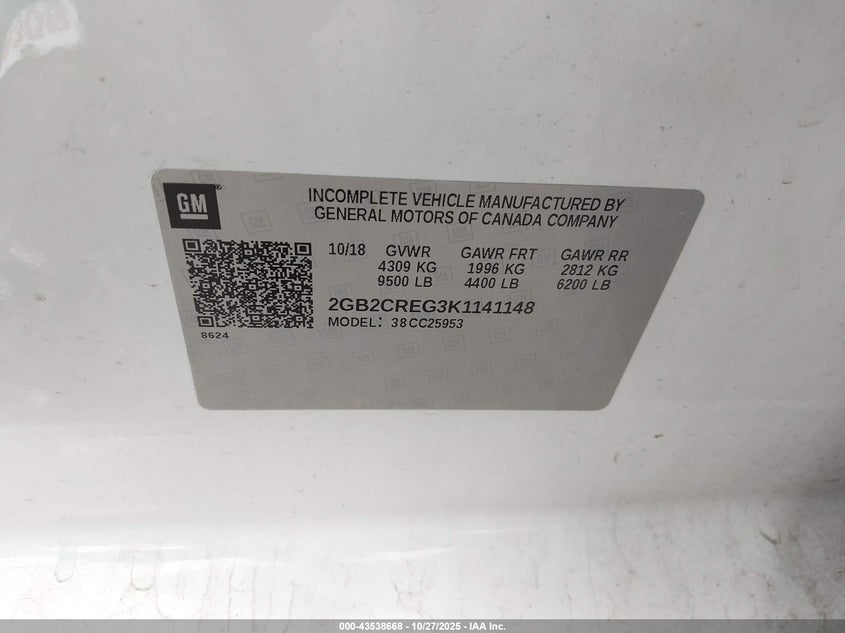 GM
INCOMPLETE VEHICLE MANUFACTURED BY
GENERAL MOTORS OF CANADA COMPANY
10/18 GVWR GAWR FRT GAWR RR
4309 KG 1996 KG 2812 KG
9500 LB 4400 LB 6200 LB
2GB2CREG3K1141148
MODEL: 38CC25953
8624
000-43538668 - 10/27/2025 - IAA Inc.